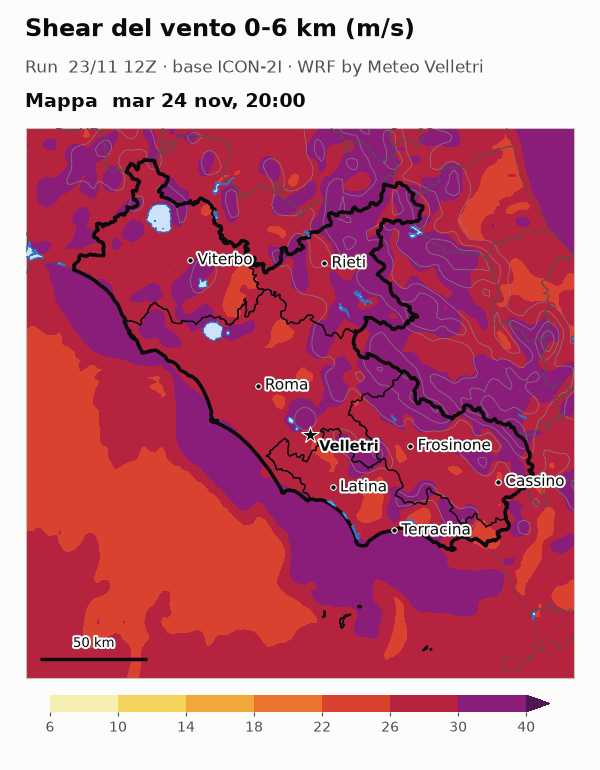 Shear del vento 0-6 km (m/s)
Run  23/11 12Z · base ICON-2I · WRF by Meteo Velletri
Mappa  mar 24 nov, 20:00
Viterbo
Rieti
Roma
Velletri
Frosinone
Cassino
Latina
Terracina
50 km
6 10 14 18 22 26 30 40